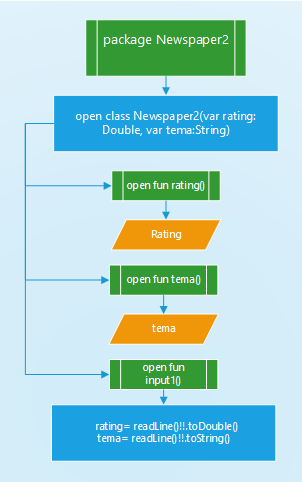 package Newspaper2
open class Newspaper2(var rating:
Double, var tema:String)
open fun rating()
Rating
open fun tema()
tema
open fun
input1()
rating= readLine()!!.toDouble()
tema= readLine()!!.toString()